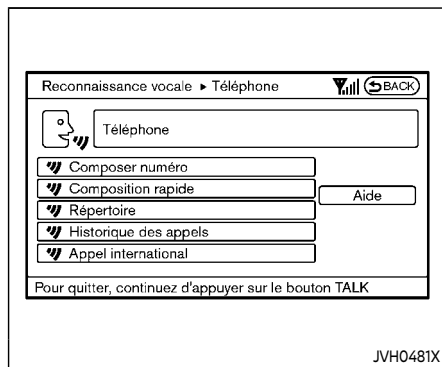 Reconnaissance vocale ▸ Téléphone BACK
Téléphone
Composer numéro
Composition rapide
Aide
Répertoire
Historique des appels
Appel international
Pour quitter, continuez d'appuyer sur le bouton TALK
JVH0481X